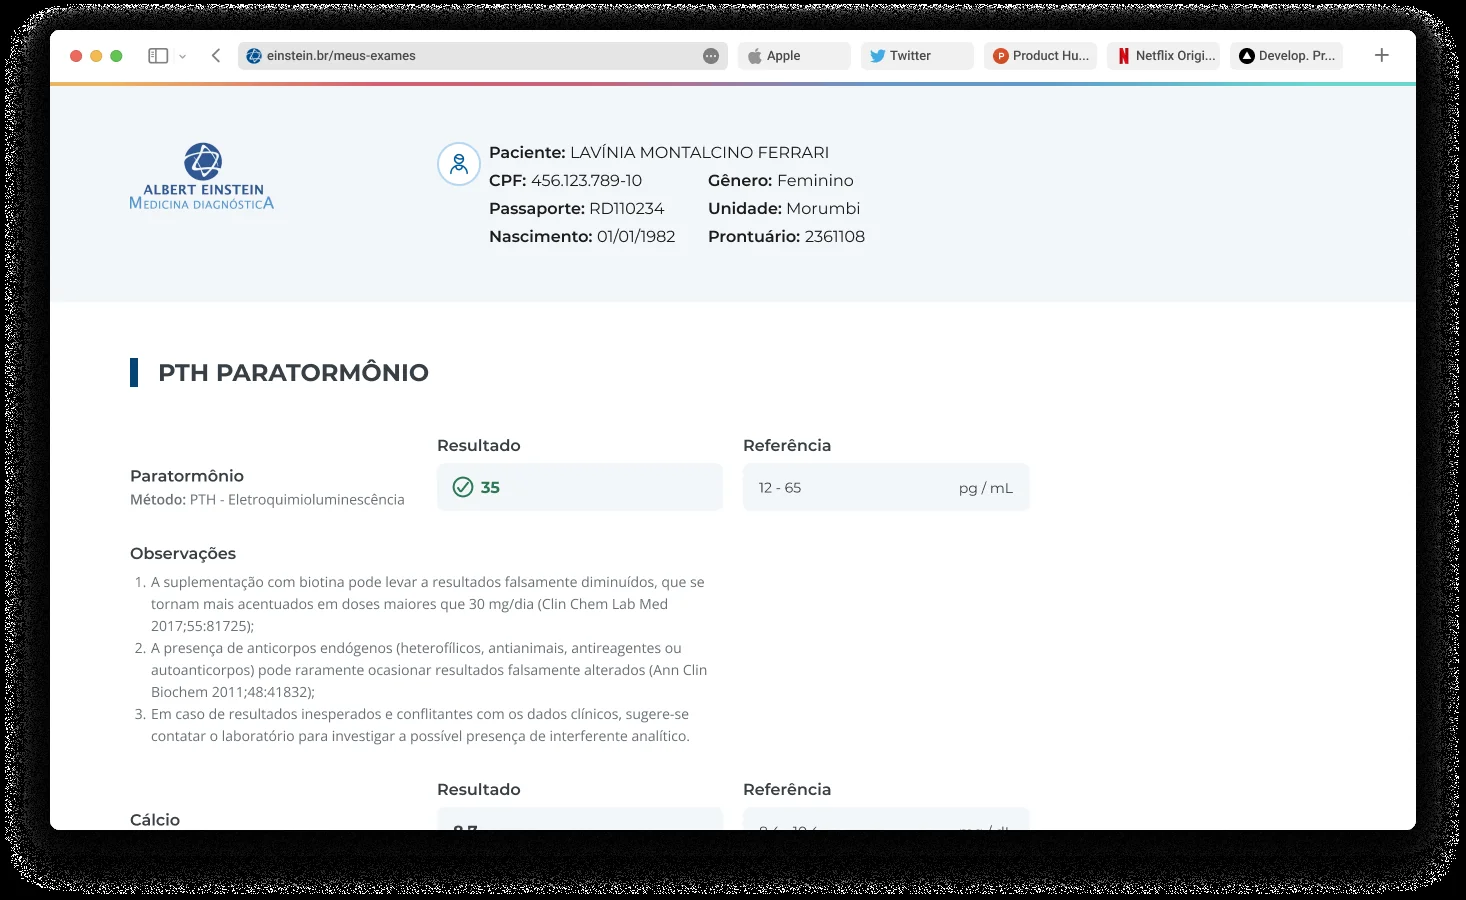 einstein.br/meus-exames
Apple
Twitter
Product Hu...
Netflix Origi...
Develop. Pr...
ALBERT EINSTEIN
MEDICINA DIAGNÓSTICA
Paciente: LAVÍNIA MONTALCINO FERRARI
CPF: 456.123.789-10 Gênero: Feminino
Passaporte: RD110234 Unidade: Morumbi
Nascimento: 01/01/1982 Prontuário: 2361108
PTH PARATORMÔNIO
Resultado Referência
Paratormônio
Método: PTH - Eletroquimioluminescência
35
12 - 65 pg / mL
Observações
1. A suplementação com biotina pode levar a resultados falsamente diminuídos, que se
tornam mais acentuados em doses maiores que 30 mg/dia (Clin Chem Lab Med
2017;55:81725);
2. A presença de anticorpos endógenos (heterofílicos, antianimais, antireagentes ou
autoanticorpos) pode raramente ocasionar resultados falsamente alterados (Ann Clin
Biochem 2011;48:41832);
3. Em caso de resultados inesperados e conflitantes com os dados clínicos, sugere-se
contatar o laboratório para investigar a possível presença de interferente analítico.
Resultado Referência
Cálcio